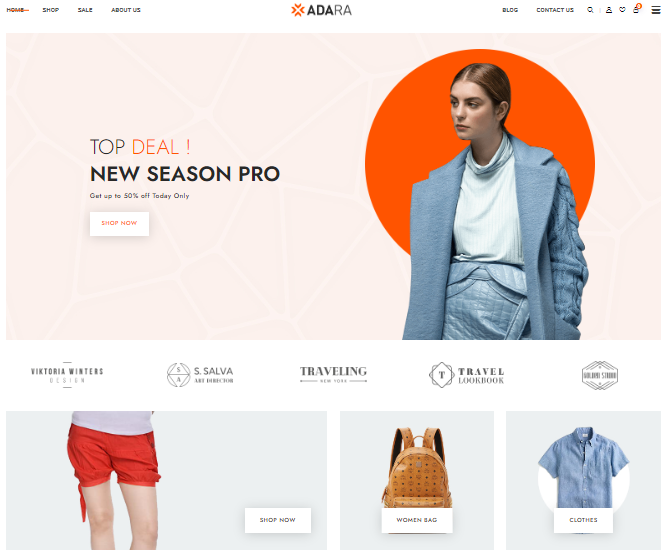 HOME SHOP SALE ABOUT US ADARA BLOG CONTACT US
TOP DEAL !
NEW SEASON PRO
Get up to 50% off Today Only
SHOP NOW
VIKTORIA WINTERS
DESIGN
S. SALVA
ART DIRECTOR
S
A
TRAVELING
NEW YORK
T
TRAVEL
LOOKBOOK
SHOP NOW
WOMEN BAG
CLOTHES